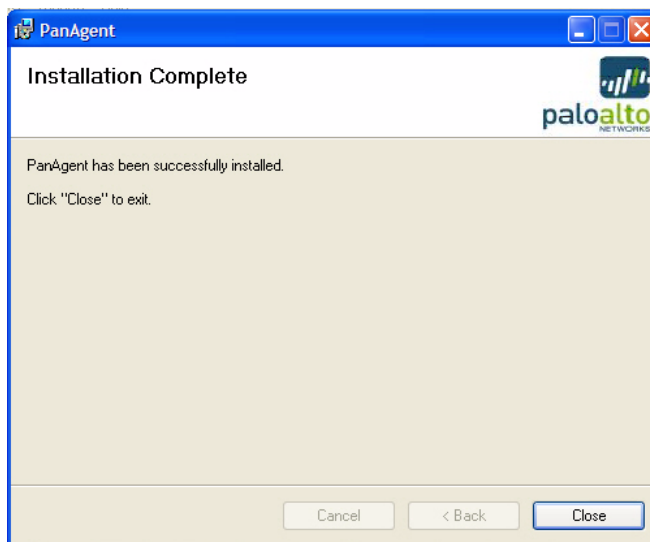 PanAgent
Installation Complete
paloalto
NETWORKS
PanAgent has been successfully installed.
Click "Close" to exit.
Cancel
< Back
Close